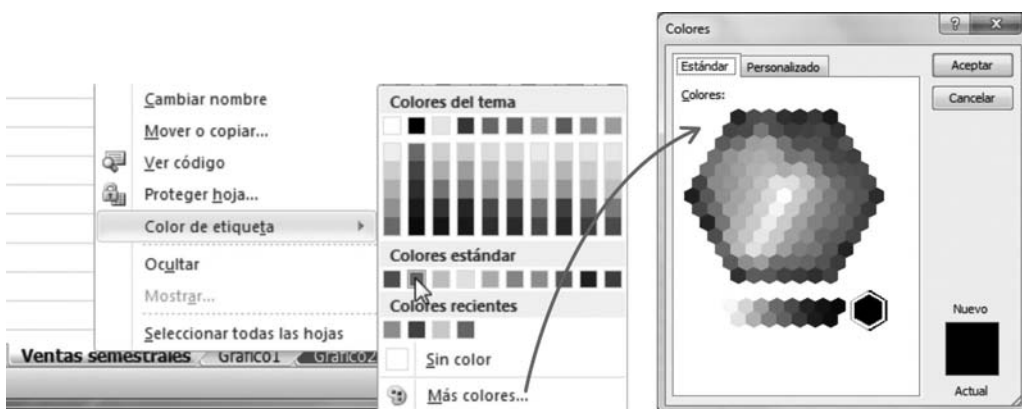 Cambiar nombre
Mover o copiar...
Ver código
Proteger hoja...
Color de etiqueta
Ocultar
Mostrar...
Seleccionar todas las hojas
Ventas semestrales
Gráfico1
Gráfico2
Colores del tema
Colores estándar
Colores recientes
Sin color
Más colores...
Colores
Estándar
Personalizado
Aceptar
Cancelar
Colores:
Nuevo
Actual